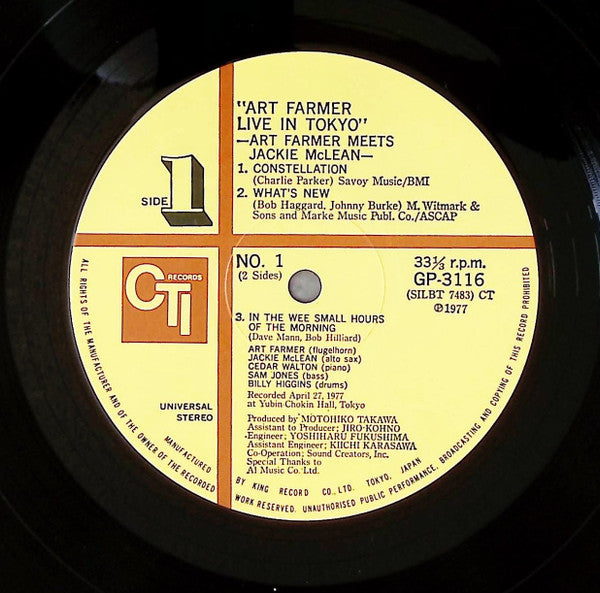 "ART FARMER
LIVE IN TOKYO"
—ART FARMER MEETS
JACKIE McLEAN—
1. CONSTELLATION
(Charlie Parker) Savoy Music/BMI
2. WHAT'S NEW
(Bob Haggard, Johnny Burke) M. Witmark &
Sons and Marke Music Publ. Co./ASCAP
SIDE 1
CTI RECORDS
NO. 1
(2 Sides)
33⅓ r.p.m.
GP-3116
(SILBT 7483) CT
Ⓟ1977
3. IN THE WEE SMALL HOURS
OF THE MORNING
(Dave Mann, Bob Hilliard)
ART FARMER (flugelhorn)
JACKIE McLEAN (alto sax)
CEDAR WALTON (piano)
SAM JONES (bass)
BILLY HIGGINS (drums)
Recorded April 27, 1977
at Yubin-Chokin Hall, Tokyo
UNIVERSAL
STEREO
Produced by MOTOHIKO TAKAWA
Assistant to Producer; JIRO-KOHNO
Engineer; YOSHIHARU FUKUSHIMA
Assistant Engineer; KIICHI KARASAWA
Co-Operation; Sound Creators, Inc.
Special Thanks to
A1 Music Co. Ltd.
MANUFACTURED BY KING RECORD CO., LTD. TOKYO, JAPAN
ALL RIGHTS OF THE MANUFACTURER AND OF THE OWNER OF THE RECORDED WORK RESERVED. UNAUTHORISED PUBLIC PERFORMANCE, BROADCASTING AND COPYING OF THIS RECORD PROHIBITED